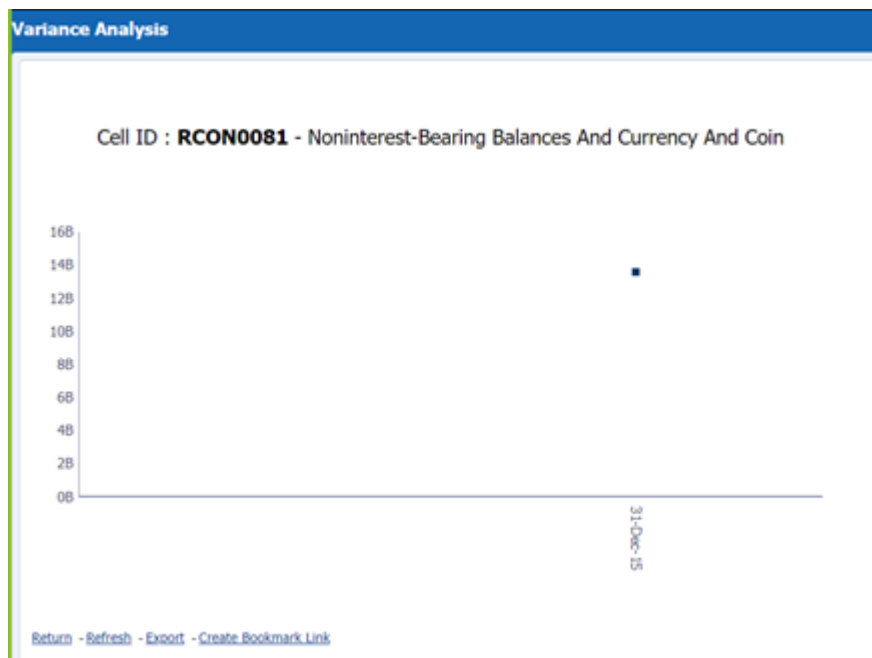 Variance Analysis
Cell ID : RCON0081 - Noninterest-Bearing Balances And Currency And Coin
16B
14B
12B
10B
8B
6B
4B
2B
0B
31-Dec-15
Return - Refresh - Export - Create Bookmark Link